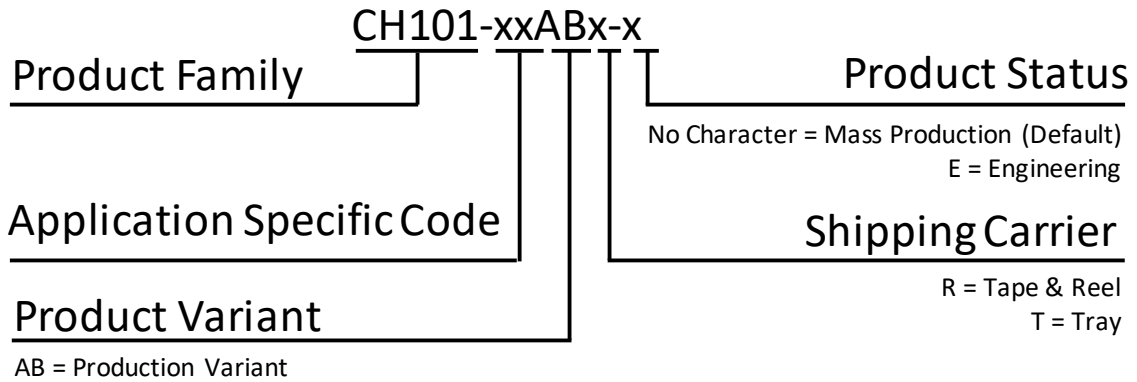 CH101-xxABx-x
Product Family
Product Status
No Character = Mass Production (Default)
E = Engineering
Application Specific Code
Shipping Carrier
R = Tape & Reel
T = Tray
Product Variant
AB = Production Variant